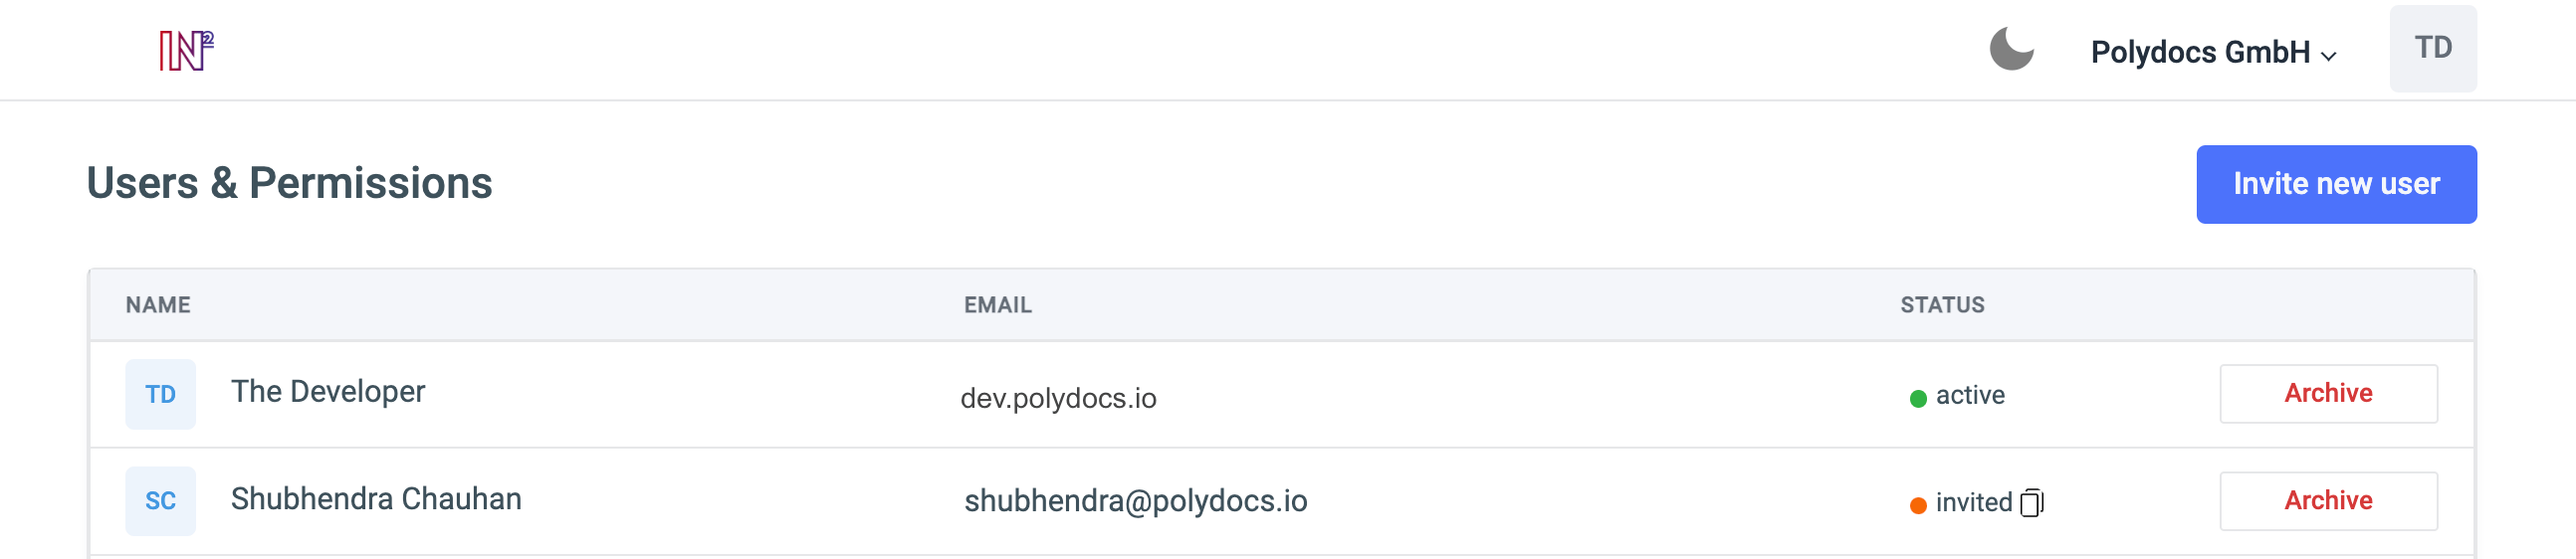 IN²
Polydocs GmbH
TD
Users & Permissions
Invite new user
NAME EMAIL STATUS
TD The Developer dev.polydocs.io active Archive
SC Shubhendra Chauhan shubhendra@polydocs.io invited Archive